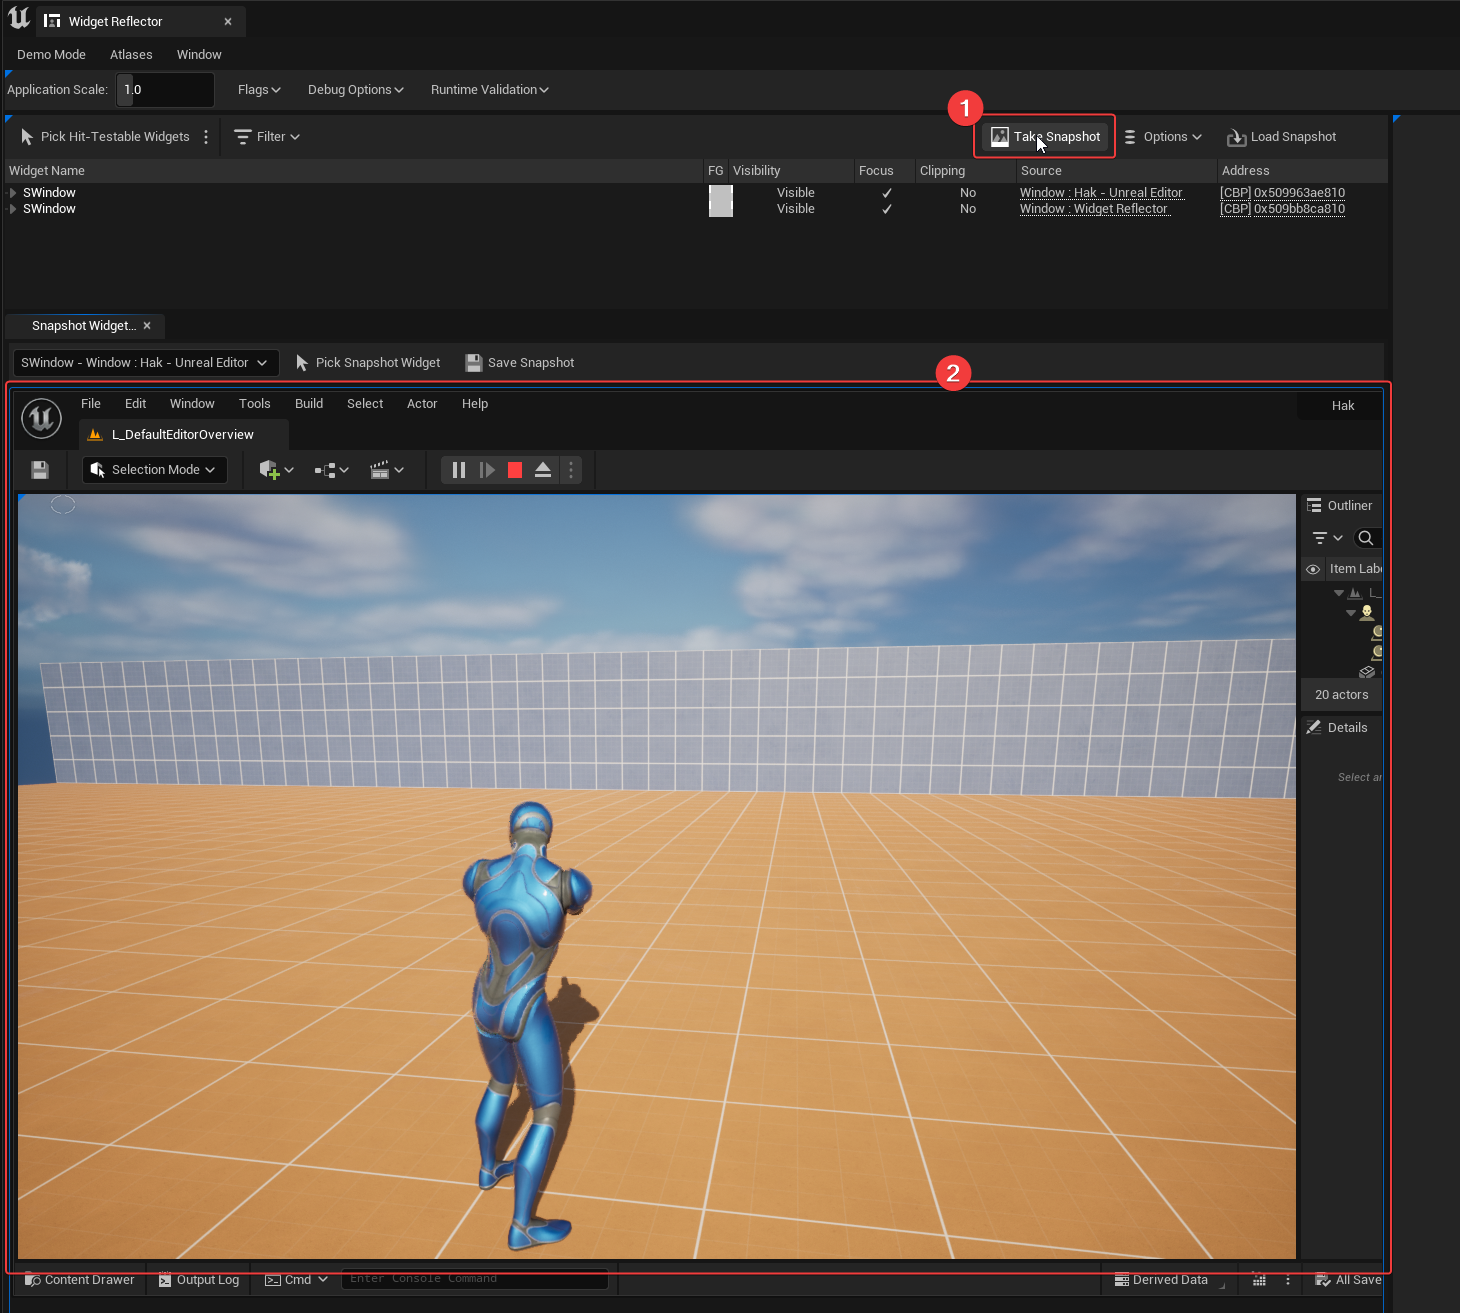 Widget Reflector
Demo Mode Atlases Window
Application Scale: 1.0 Flags Debug Options Runtime Validation
1
Pick Hit-Testable Widgets Filter Take Snapshot Options Load Snapshot
Widget Name FG Visibility Focus Clipping Source Address
SWindow Visible No Window : Hak - Unreal Editor [CBP] 0x509963ae810
SWindow Visible No Window : Widget Reflector [CBP] 0x509bb8ca810
Snapshot Widget...
SWindow - Window : Hak - Unreal Editor Pick Snapshot Widget Save Snapshot
2
File Edit Window Tools Build Select Actor Help Hak
L_DefaultEditorOverview
Selection Mode
Outliner
Item Labe
L_
20 actors
Details
Select an
Content Drawer Output Log Cmd Enter Console Command Derived Data All Save